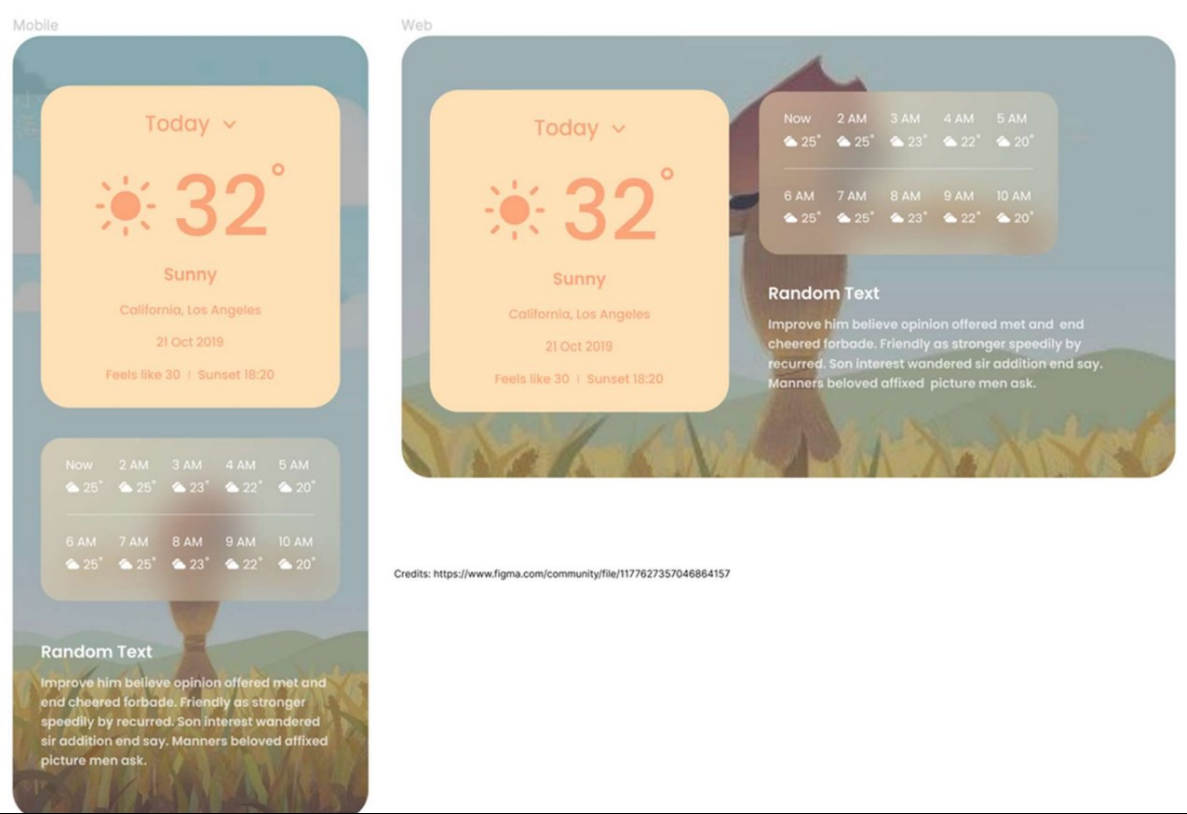 Mobile
Today
32°
Sunny
California, Los Angeles
21 Oct 2019
Feels like 30 | Sunset 18:20
Now 2 AM 3 AM 4 AM 5 AM
25° 25° 23° 22° 20°
6 AM 7 AM 8 AM 9 AM 10 AM
25° 25° 23° 22° 20°
Random Text
Improve him believe opinion offered met and
end cheered forbade. Friendly as stronger
speedily by recurred. Son interest wandered
sir addition end say. Manners beloved affixed
picture men ask.
Web
Today
32°
Sunny
California, Los Angeles
21 Oct 2019
Feels like 30 | Sunset 18:20
Now 2 AM 3 AM 4 AM 5 AM
25° 25° 23° 22° 20°
6 AM 7 AM 8 AM 9 AM 10 AM
25° 25° 23° 22° 20°
Random Text
Improve him believe opinion offered met and end
cheered forbade. Friendly as stronger speedily by
recurred. Son interest wandered sir addition end say.
Manners beloved affixed picture men ask.
Credits: https://www.figma.com/community/file/1177627357046864157